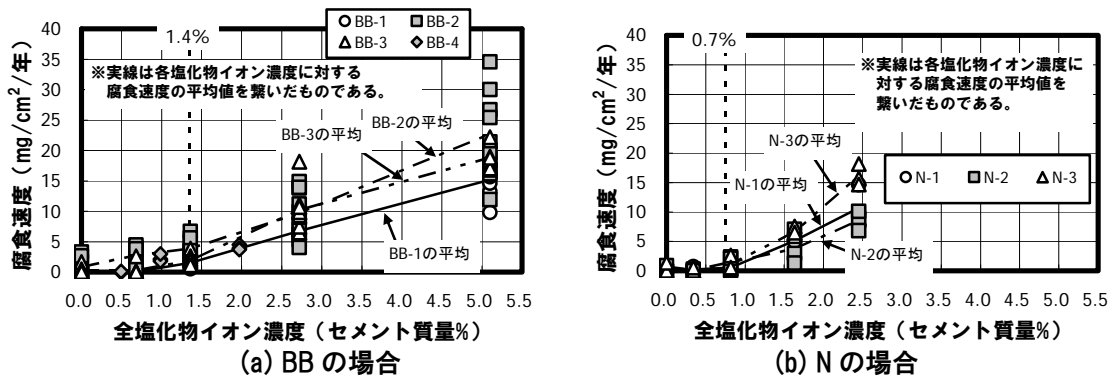 腐食速度（mg/cm²/年）
40
35
30
25
20
15
10
5
0
1.4%
BB-1 BB-2
BB-3 BB-4
※実線は各塩化物イオン濃度に対する
腐食速度の平均値を繋いだものである。
BB-2の平均
BB-3の平均
BB-1の平均
0.0 0.5 1.0 1.5 2.0 2.5 3.0 3.5 4.0 4.5 5.0 5.5
全塩化物イオン濃度（セメント質量%）
(a) BB の場合
腐食速度（mg/cm²/年）
40
35
30
25
20
15
10
5
0
0.7%
※実線は各塩化物イオン濃度に
対する腐食速度の平均値を
繋いだものである。
N-3の平均
N-1の平均
N-2の平均
N-1 N-2 N-3
0.0 0.5 1.0 1.5 2.0 2.5 3.0 3.5 4.0 4.5 5.0 5.5
全塩化物イオン濃度（セメント質量%）
(b) N の場合